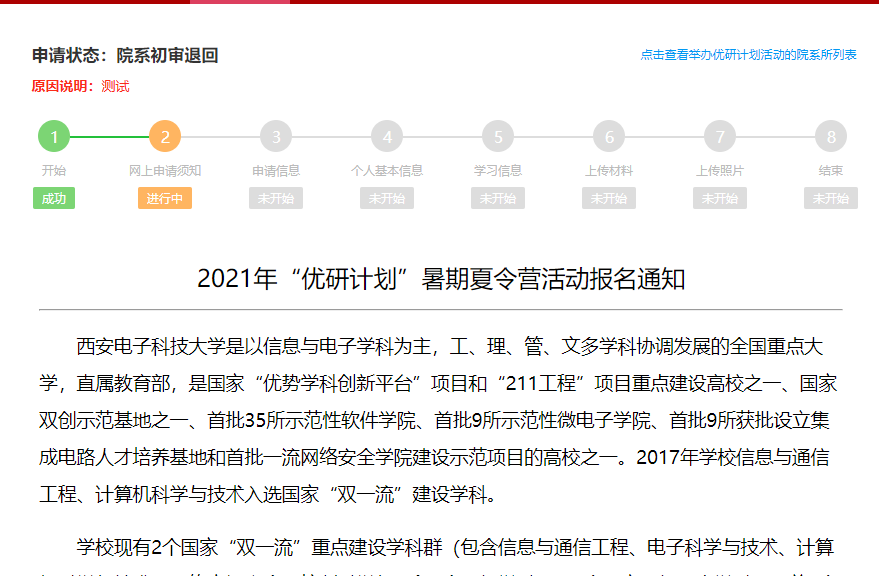 申请状态：院系初审退回
点击查看举办优研计划活动的院系所列表
原因说明：测试
1 2 3 4 5 6 7 8
开始 网上申请须知 申请信息 个人基本信息 学习信息 上传材料 上传照片 结束
成功 进行中 未开始 未开始 未开始 未开始 未开始 未开始
2021年“优研计划”暑期夏令营活动报名通知
西安电子科技大学是以信息与电子学科为主，工、理、管、文多学科协调发展的全国重点大
学，直属教育部，是国家“优势学科创新平台”项目和“211工程”项目重点建设高校之一、国家
双创示范基地之一、首批35所示范性软件学院、首批9所示范性微电子学院、首批9所获批设立集
成电路人才培养基地和首批一流网络安全学院建设示范项目的高校之一。2017年学校信息与通信
工程、计算机科学与技术入选国家“双一流”建设学科。
学校现有2个国家“双一流”重点建设学科群（包含信息与通信工程、电子科学与技术、计算